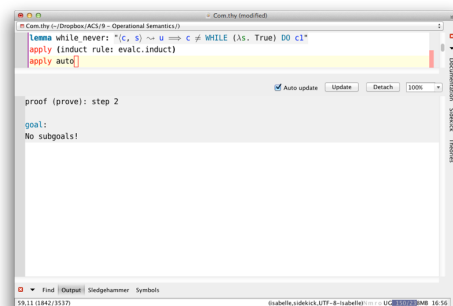 Com.thy (modified)
Com.thy (~/Dropbox/ACS/9 – Operational Semantics/)
lemma while_never: "⟨c, s⟩ ↝ u ⟹ c ≠ WHILE (λs. True) DO c1"
apply (induct rule: evalc.induct)
apply auto
Auto update Update Detach 100%
proof (prove): step 2
goal:
No subgoals!
Documentation Sidekick Theories
Find Output Sledgehammer Symbols
59,11 (1842/3537) (isabelle,sidekick,UTF-8-Isabelle) UG MB 16:56